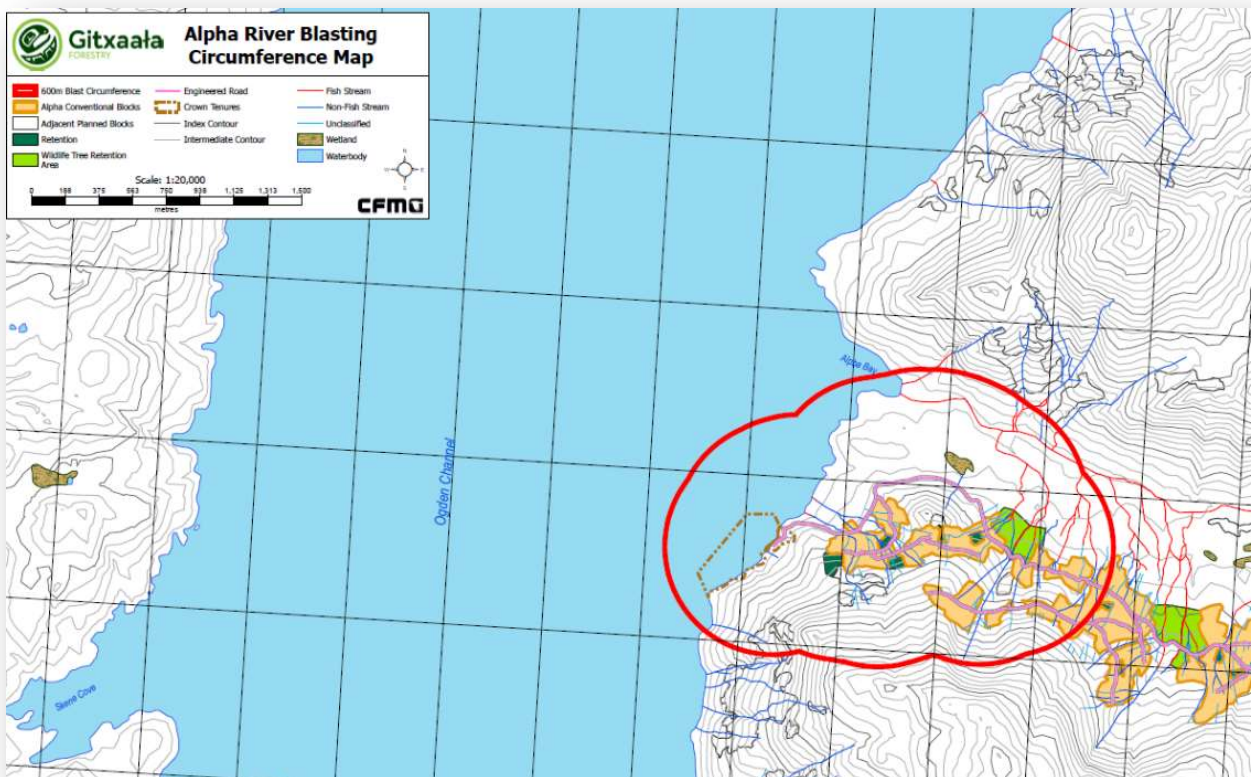 Gitxaała
FORESTRY
Alpha River Blasting
Circumference Map
600m Blast Circumference
Alpha Conventional Blocks
Adjacent Planned Blocks
Retention
Wildlife Tree Retention
Area
Engineered Road
Crown Tenures
Index Contour
Intermediate Contour
Fish Stream
Non-Fish Stream
Unclassified
Wetland
Waterbody
Scale: 1:20,000
0 188 375 563 750 938 1,125 1,313 1,500
metres
N
E
S
W
CFMG
Alpha Bay
Ogden Channel
Skene Cove